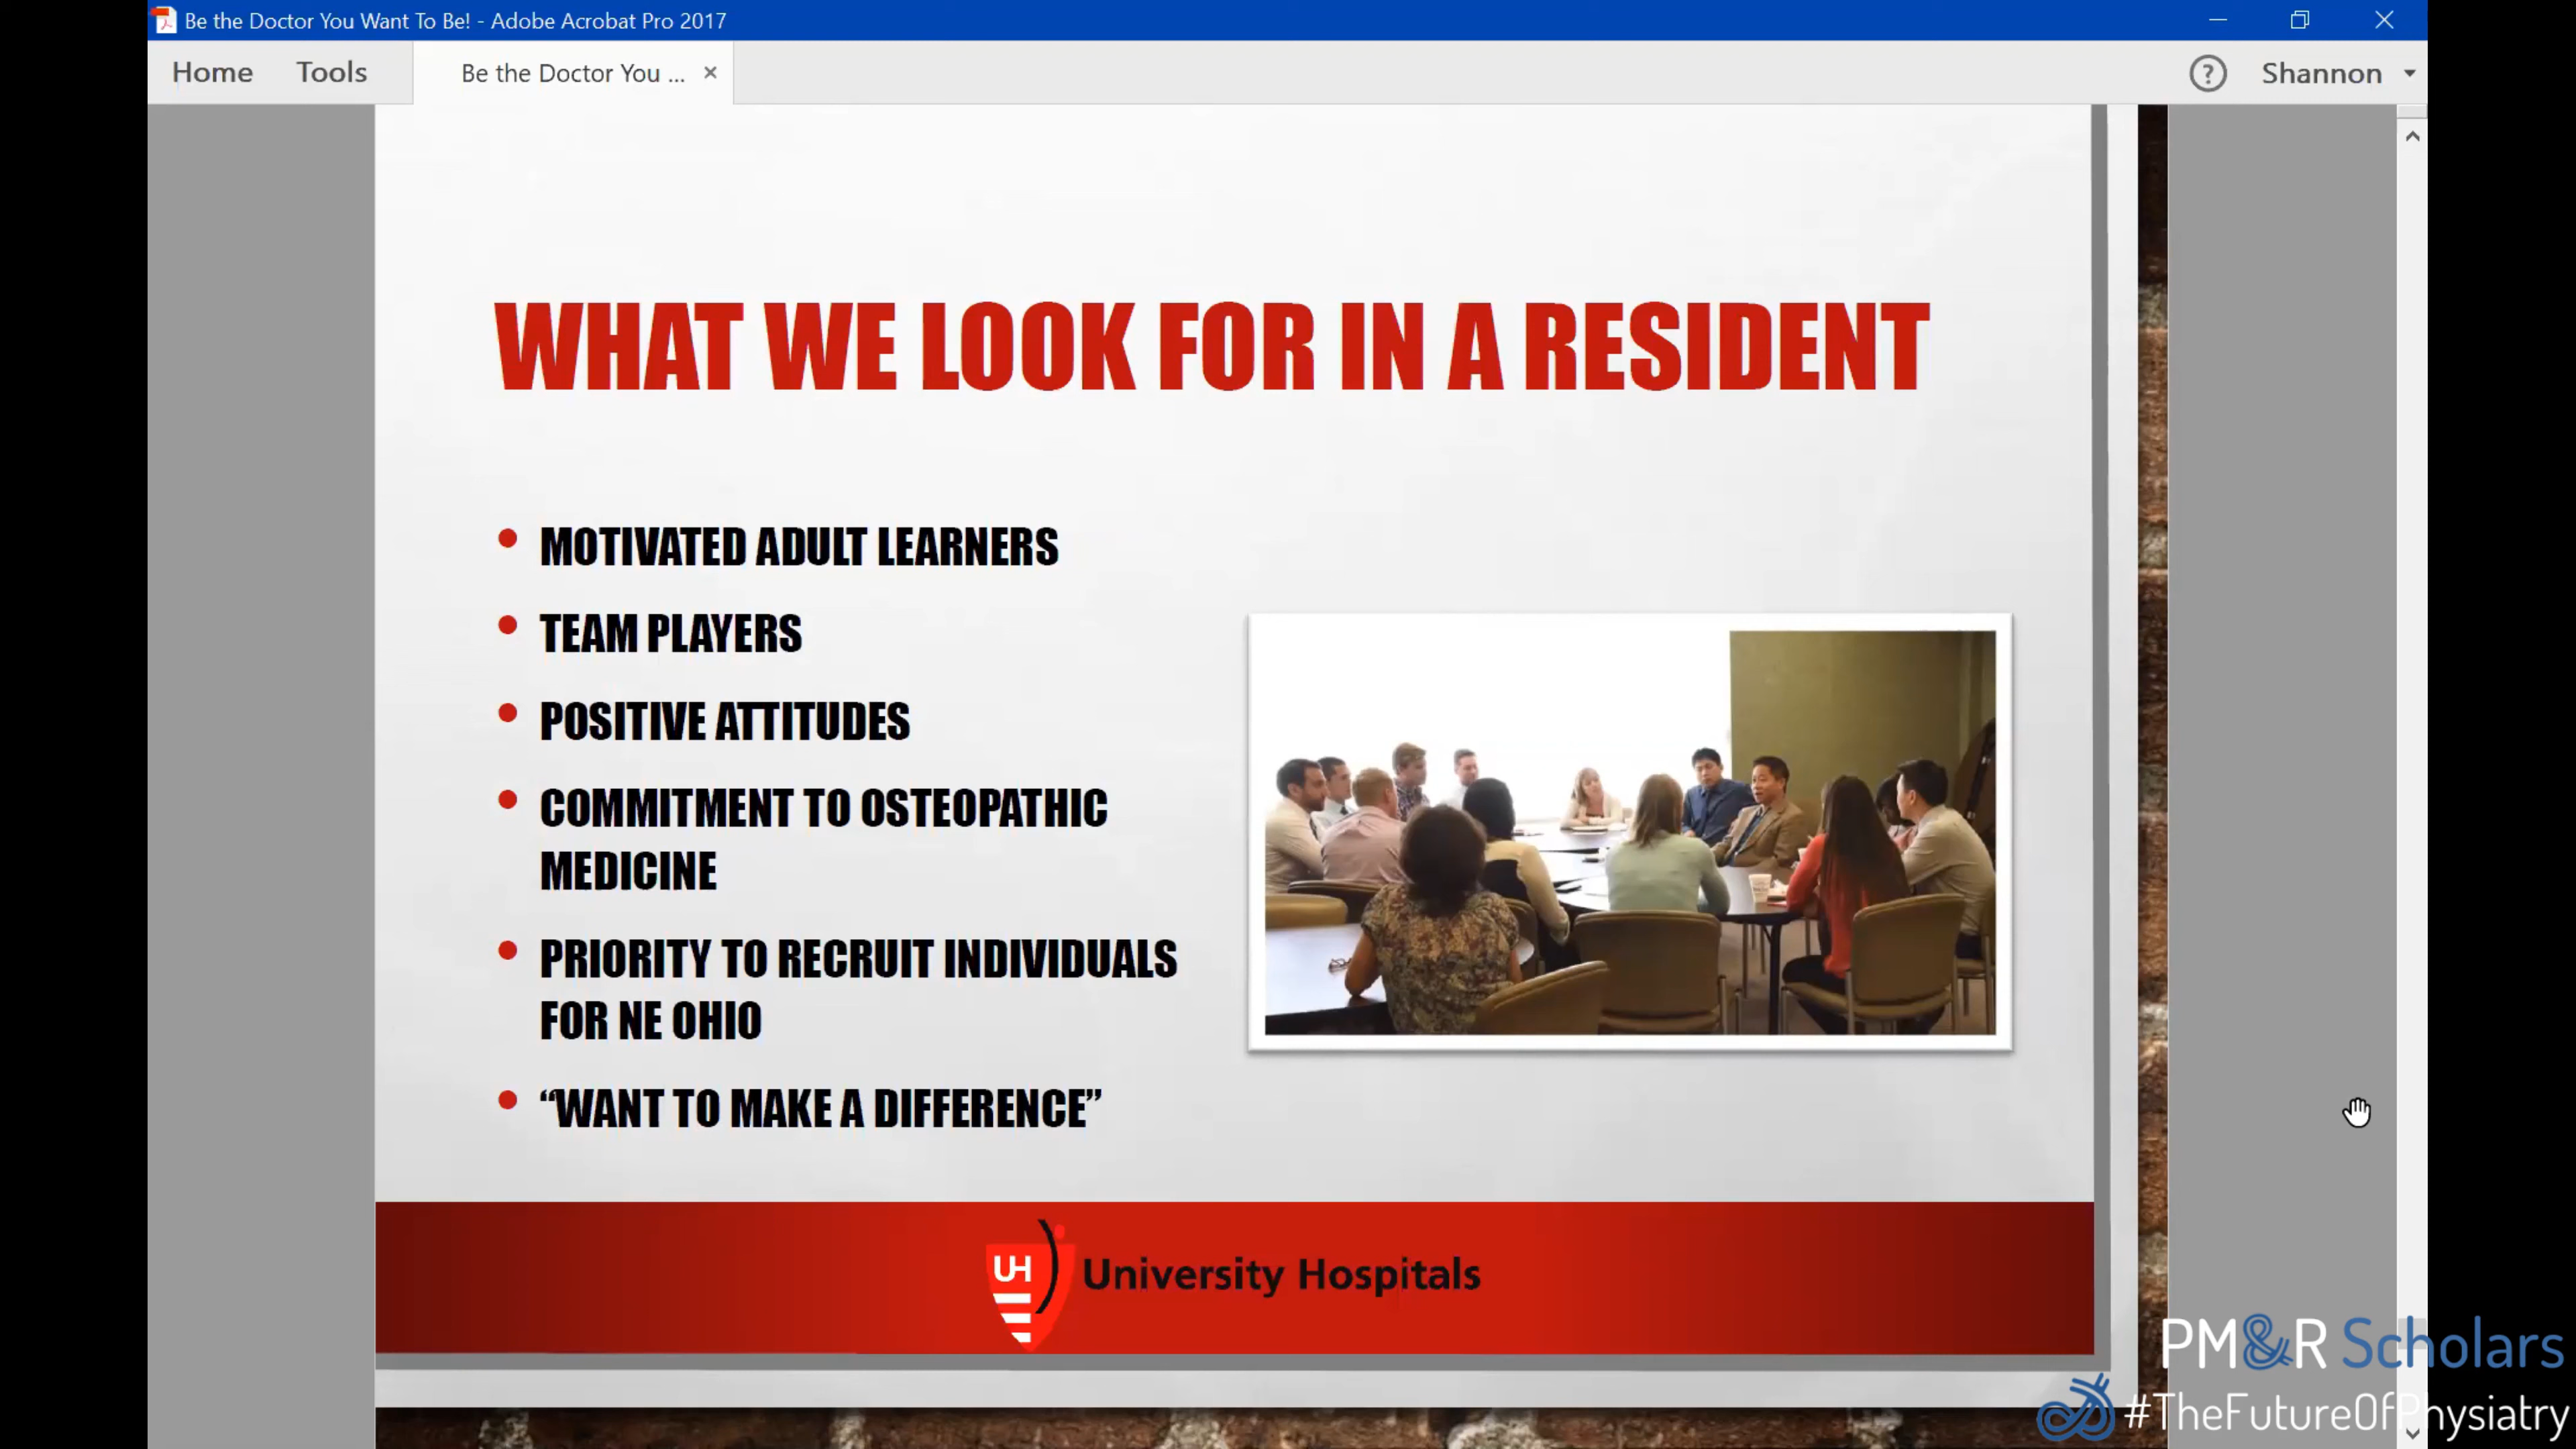 Be the Doctor You Want To Be! - Adobe Acrobat Pro 2017
Home Tools Be the Doctor You ... Shannon
WHAT WE LOOK FOR IN A RESIDENT
• MOTIVATED ADULT LEARNERS
• TEAM PLAYERS
• POSITIVE ATTITUDES
• COMMITMENT TO OSTEOPATHIC
MEDICINE
• PRIORITY TO RECRUIT INDIVIDUALS
FOR NE OHIO
• “WANT TO MAKE A DIFFERENCE”
UH University Hospitals
PM&R Scholars
#TheFutureOfPhysiatry